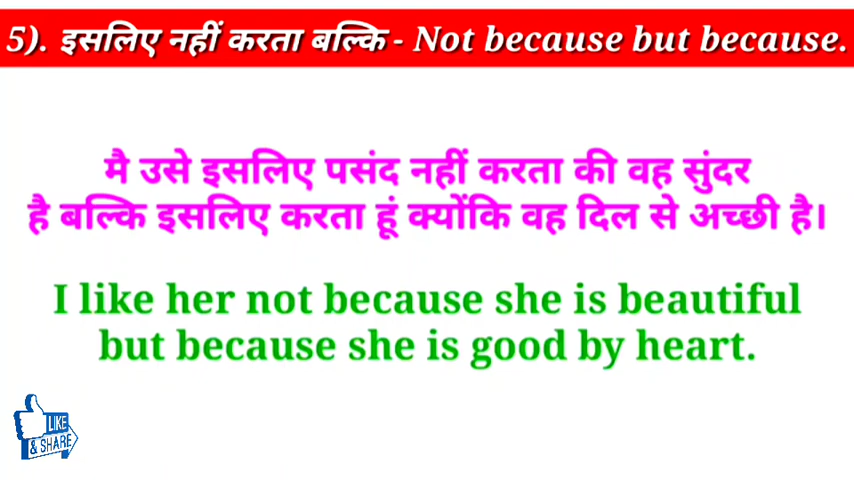 5). इसलिए नहीं करता बल्कि - Not because but because.
मै उसे इसलिए पसंद नहीं करता की वह सुंदर
है बल्कि इसलिए करता हूं क्योंकि वह दिल से अच्छी है।
I like her not because she is beautiful
but because she is good by heart.
LIKE
& SHARE